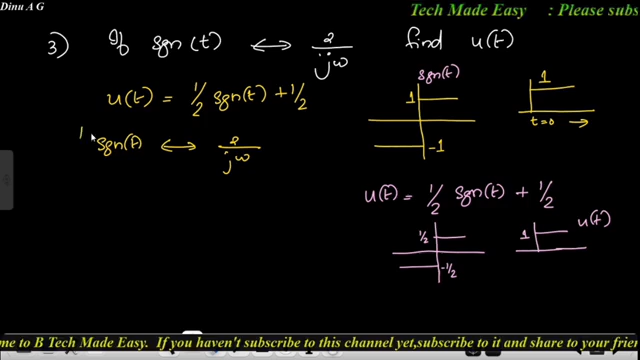 Dinu A G
Tech Made Easy : Please subs
3) If sgn(t) ⟷ 2/jω find u(t)
u(t) = 1/2 sgn(t) + 1/2
1 sgn(t) ⟷ 2/jω
sgn(t)
1
-1
1
t=0 →
u(t) = 1/2 sgn(t) + 1/2
1/2
-1/2
1
u(t)
me to B Tech Made Easy. If you haven't subscribe to this channel yet,subscribe to it and share to your frien